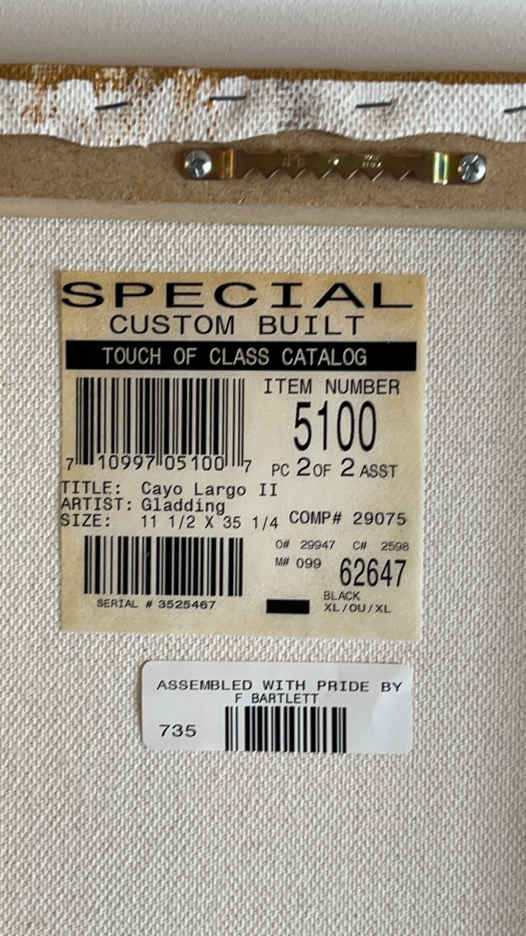 SPECIAL
CUSTOM BUILT
TOUCH OF CLASS CATALOG
ITEM NUMBER
5100
7 10997 05100 7
PC 2 OF 2 ASST
TITLE: Cayo Largo II
ARTIST: Gladding
SIZE: 11 1/2 X 35 1/4 COMP# 29075
O# 29947 C# 2598
M# 099 62647
BLACK
SERIAL # 3525467 XL/OU/XL
ASSEMBLED WITH PRIDE BY
F BARTLETT
735